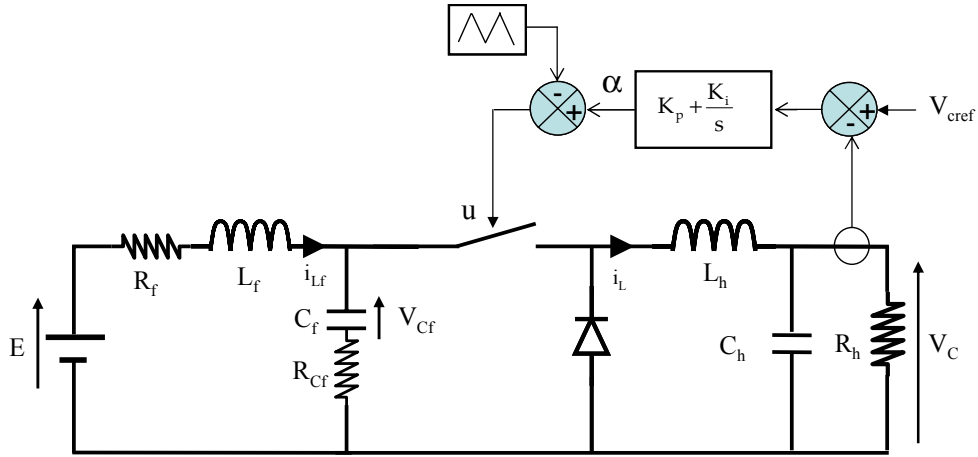 -
+
α
K_p + K_i/s
+
-
V_cref
u
R_f
L_f
i_Lf
i_L
L_h
E
C_f
V_Cf
R_Cf
C_h
R_h
V_C